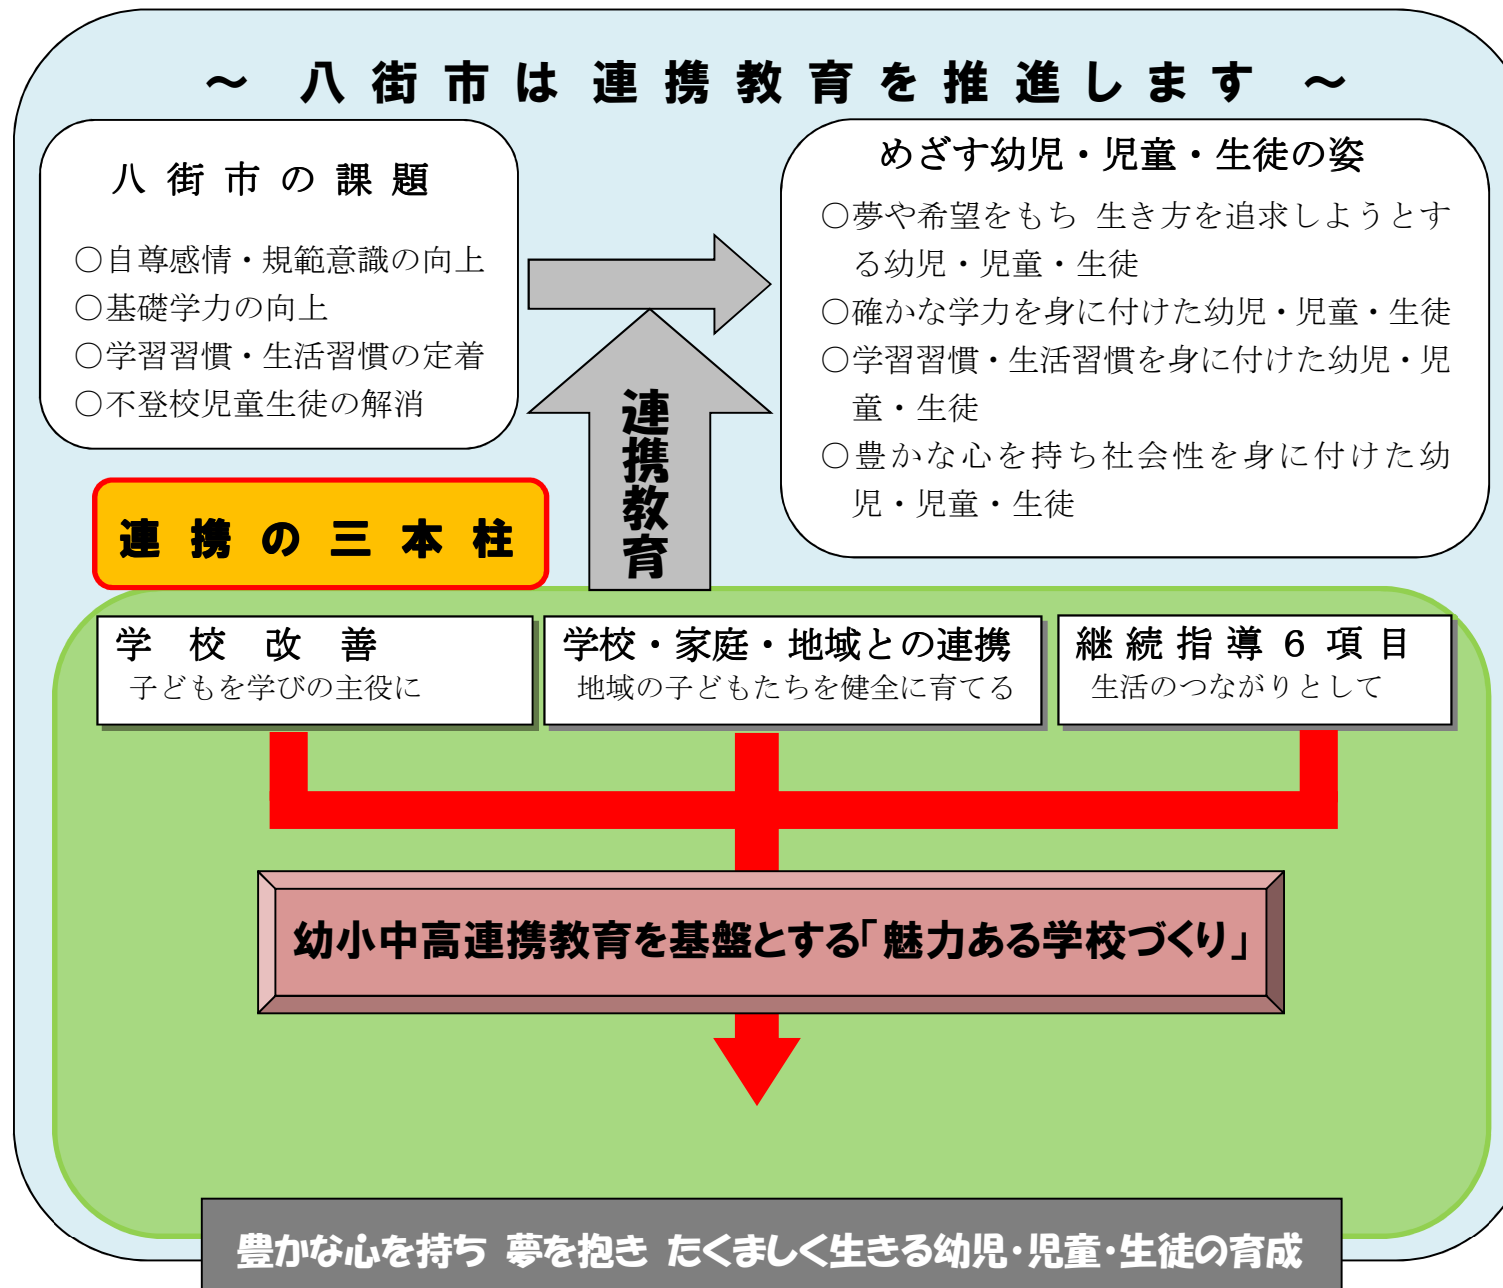 ～ 八街市は連携教育を推進します ～
八街市の課題
○自尊感情・規範意識の向上
○基礎学力の向上
○学習習慣・生活習慣の定着
○不登校児童生徒の解消
めざす幼児・児童・生徒の姿
○夢や希望をもち 生き方を追求しようとす
る幼児・児童・生徒
○確かな学力を身に付けた幼児・児童・生徒
○学習習慣・生活習慣を身に付けた幼児・児
童・生徒
○豊かな心を持ち社会性を身に付けた幼
児・児童・生徒
連携教育
連携の三本柱
学校改善
子どもを学びの主役に
学校・家庭・地域との連携
地域の子どもたちを健全に育てる
継続指導６項目
生活のつながりとして
幼小中高連携教育を基盤とする「魅力ある学校づくり」
豊かな心を持ち 夢を抱き たくましく生きる幼児・児童・生徒の育成